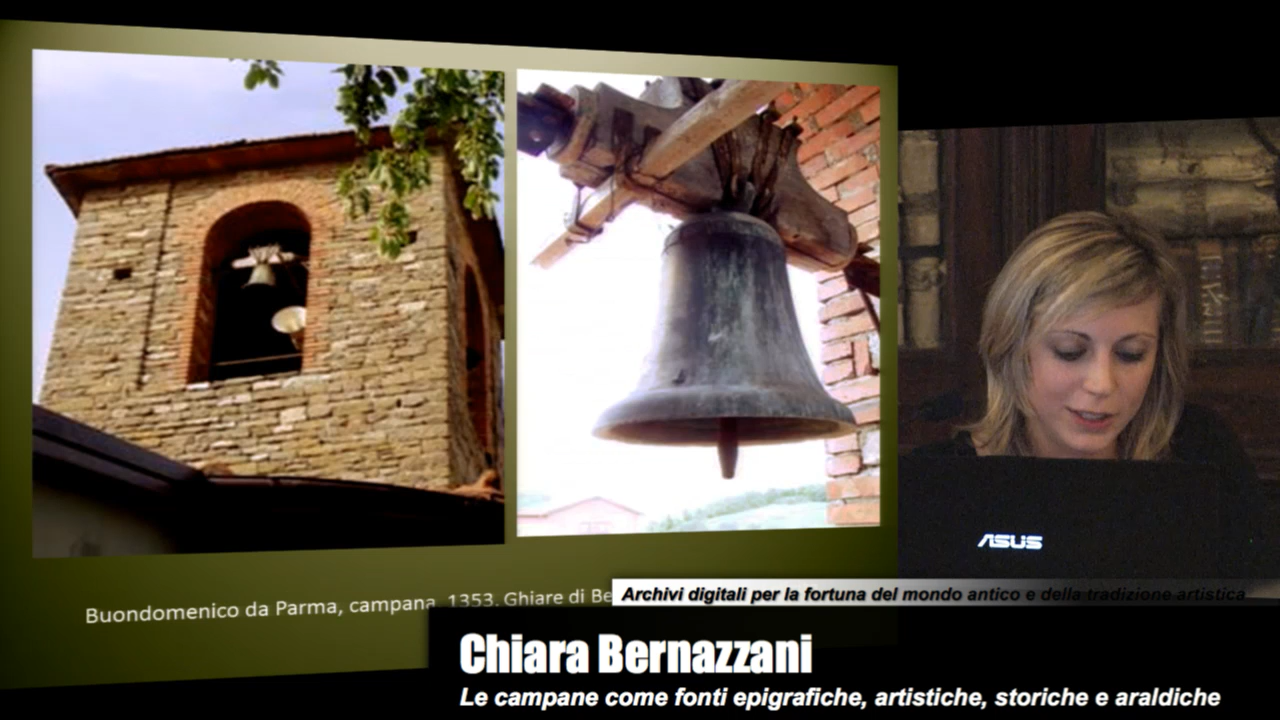 Buondomenico da Parma, campana, 1353. Ghiare di Be
ASUS
Archivi digitali per la fortuna del mondo antico e della tradizione artistica
Chiara Bernazzani
Le campane come fonti epigrafiche, artistiche, storiche e araldiche